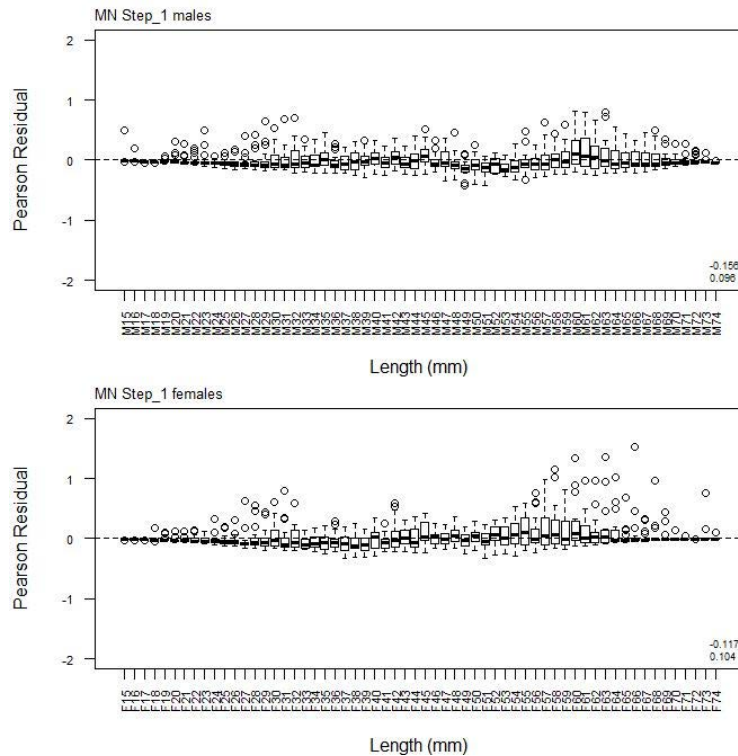 MN Step_1 males
2
1
0
-1
-2
Pearson Residual
-0.156
0.096
M15 M16 M17 M18 M19 M20 M21 M22 M23 M24 M25 M26 M27 M28 M29 M30 M31 M32 M33 M34 M35 M36 M37 M38 M39 M40 M41 M42 M43 M44 M45 M46 M47 M48 M49 M50 M51 M52 M53 M54 M55 M56 M57 M58 M59 M60 M61 M62 M63 M64 M65 M66 M67 M68 M69 M70 M71 M72 M73 M74
Length (mm)
MN Step_1 females
2
1
0
-1
-2
Pearson Residual
-0.117
0.104
F15 F16 F17 F18 F19 F20 F21 F22 F23 F24 F25 F26 F27 F28 F29 F30 F31 F32 F33 F34 F35 F36 F37 F38 F39 F40 F41 F42 F43 F44 F45 F46 F47 F48 F49 F50 F51 F52 F53 F54 F55 F56 F57 F58 F59 F60 F61 F62 F63 F64 F65 F66 F67 F68 F69 F70 F71 F72 F73 F74
Length (mm)